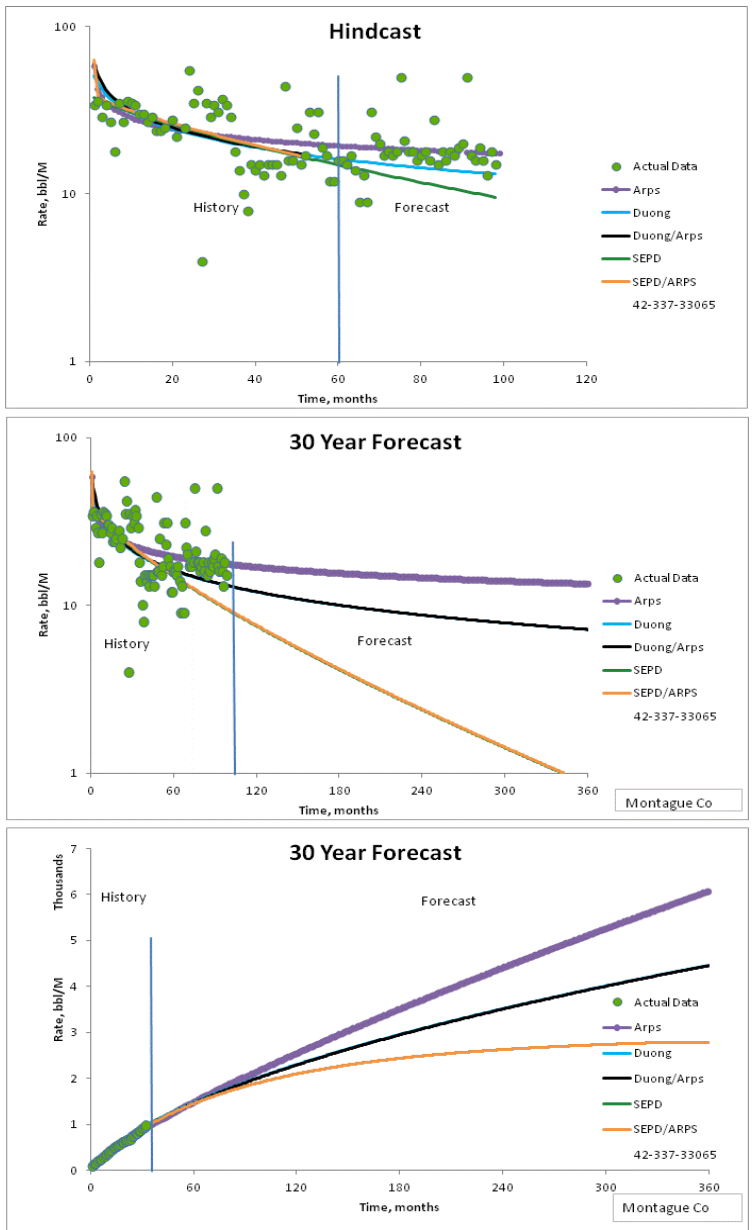 Hindcast
100
10
1
Rate, bbl/M
History
Forecast
0
20
40
60
80
100
120
Time, months
Actual Data
Arps
Duong
Duong/Arps
SEPD
SEPD/ARPS
42-337-33065
30 Year Forecast
100
10
1
Rate, bbl/M
History
Forecast
0
60
120
180
240
300
360
Time, months
Actual Data
Arps
Duong
Duong/Arps
SEPD
SEPD/ARPS
42-337-33065
Montague Co
30 Year Forecast
Thousands
7
6
5
4
3
2
1
0
Rate, bbl/M
History
Forecast
0
60
120
180
240
300
360
Time, months
Actual Data
Arps
Duong
Duong/Arps
SEPD
SEPD/ARPS
42-337-33065
Montague Co